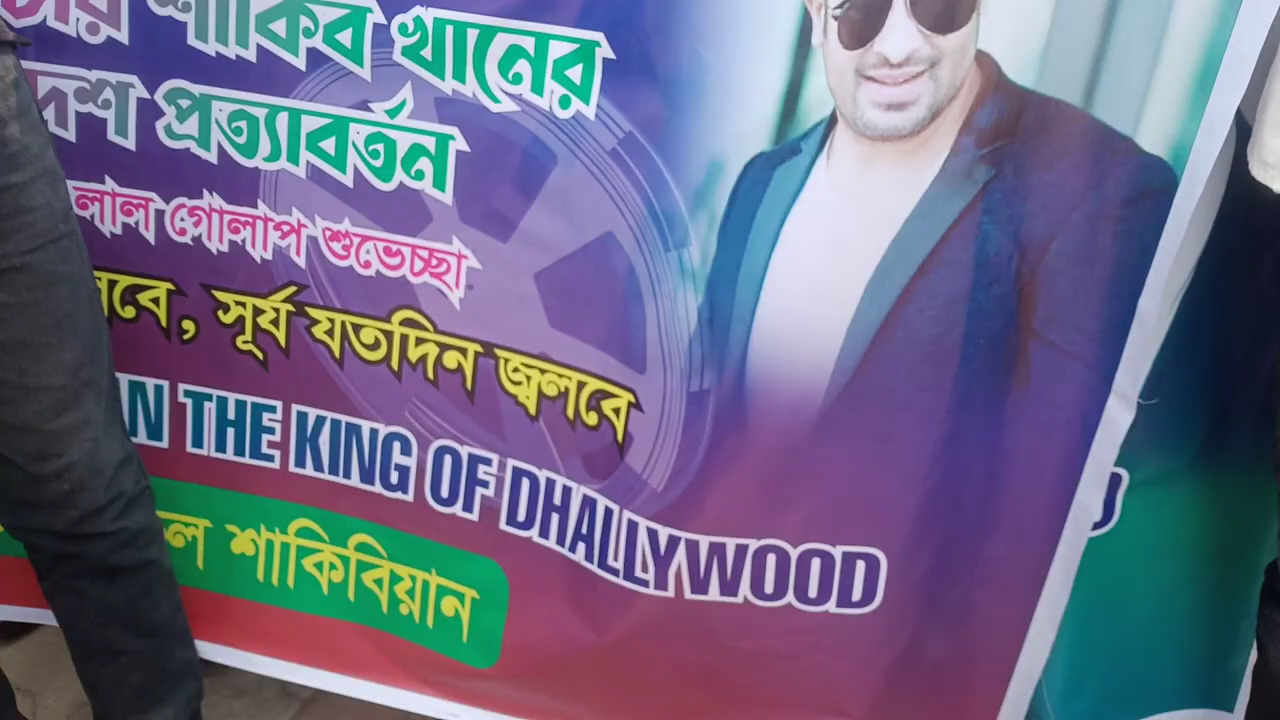 শাকিব খানের
প্রত্যাবর্তন
লাল গোলাপ শুভেচ্ছা
সূর্য যতদিন জ্বলবে
THE KING OF DHALLYWOOD
শাকিবিয়ান